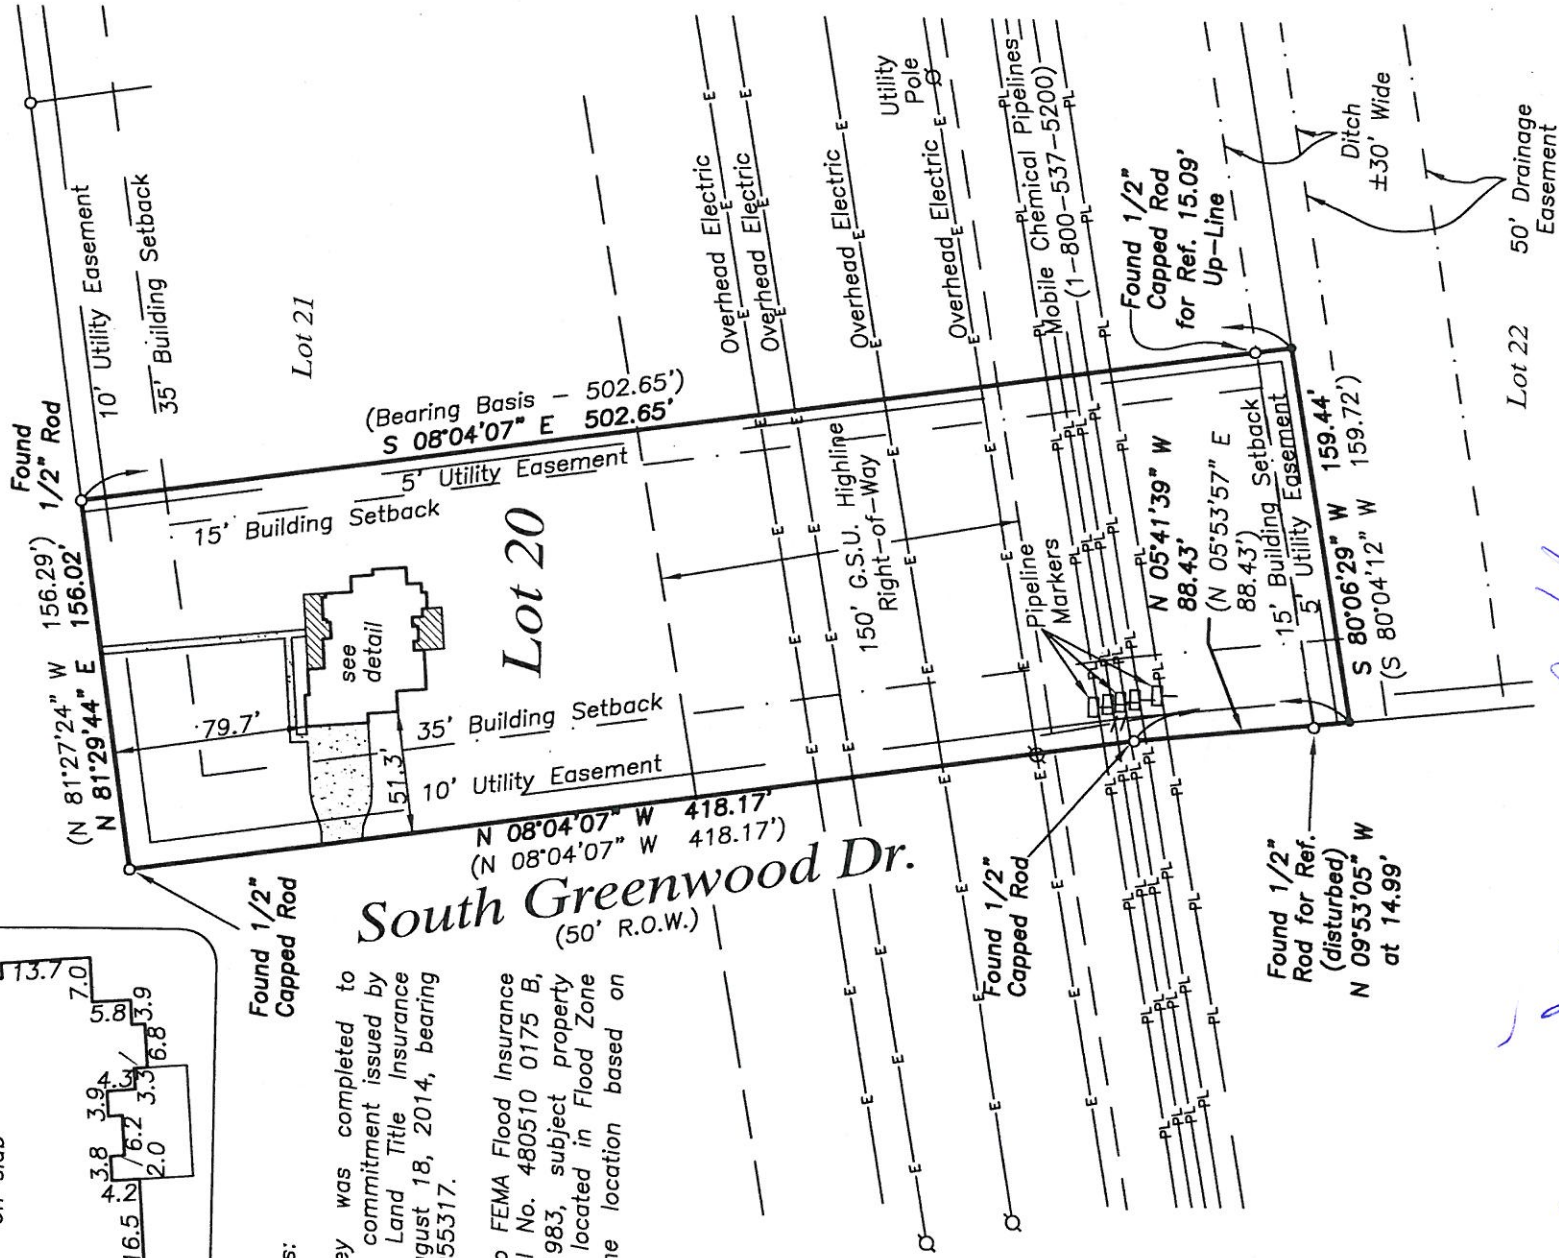 Found
1/2" Rod
10' Utility Easement
35' Building Setback
Lot 21
(N 81°27'24" W 156.29')
N 81°29'44" E 156.02'
(Bearing Basis - 502.65')
S 08°04'07" E 502.65'
5' Utility Easement
15' Building Setback
see
detail
Lot 20
79.7'
51.3'
35' Building Setback
10' Utility Easement
N 08°04'07" W 418.17'
(N 08°04'07" W 418.17')
South Greenwood Dr.
(50' R.O.W.)
Found 1/2"
Capped Rod
Overhead Electric
Overhead Electric
Overhead Electric
Overhead Electric
Utility
Pole
150' G.S.U. Highline
Right-of-Way
Mobile Chemical Pipelines
(1-800-537-5200)
Pipeline
Markers
Found 1/2"
Capped Rod
for Ref. 15.09'
Up-Line
Ditch
±30' Wide
50' Drainage
Easement
N 05°41'39" W
88.43'
(N 05°53'57" E
88.43')
15' Building Setback
5' Utility Easement
S 80°06'29" W 159.44'
(S 80°04'12" W 159.72')
Lot 22
Found 1/2"
Capped Rod
Found 1/2"
Rod for Ref.
(disturbed)
N 09°53'05" W
at 14.99'
13.7
7.0
5.8
3.9
6.8
4.3
3.3
3.9
6.2
3.8
2.0
4.2
16.5
on slab
s:
ey was completed to
commitment issued by
Land Title Insurance
gust 18, 2014, bearing
55317.
o FEMA Flood Insurance
l No. 480510 0175 B,
983, subject property
located in Flood Zone
ne location based on
E
PL